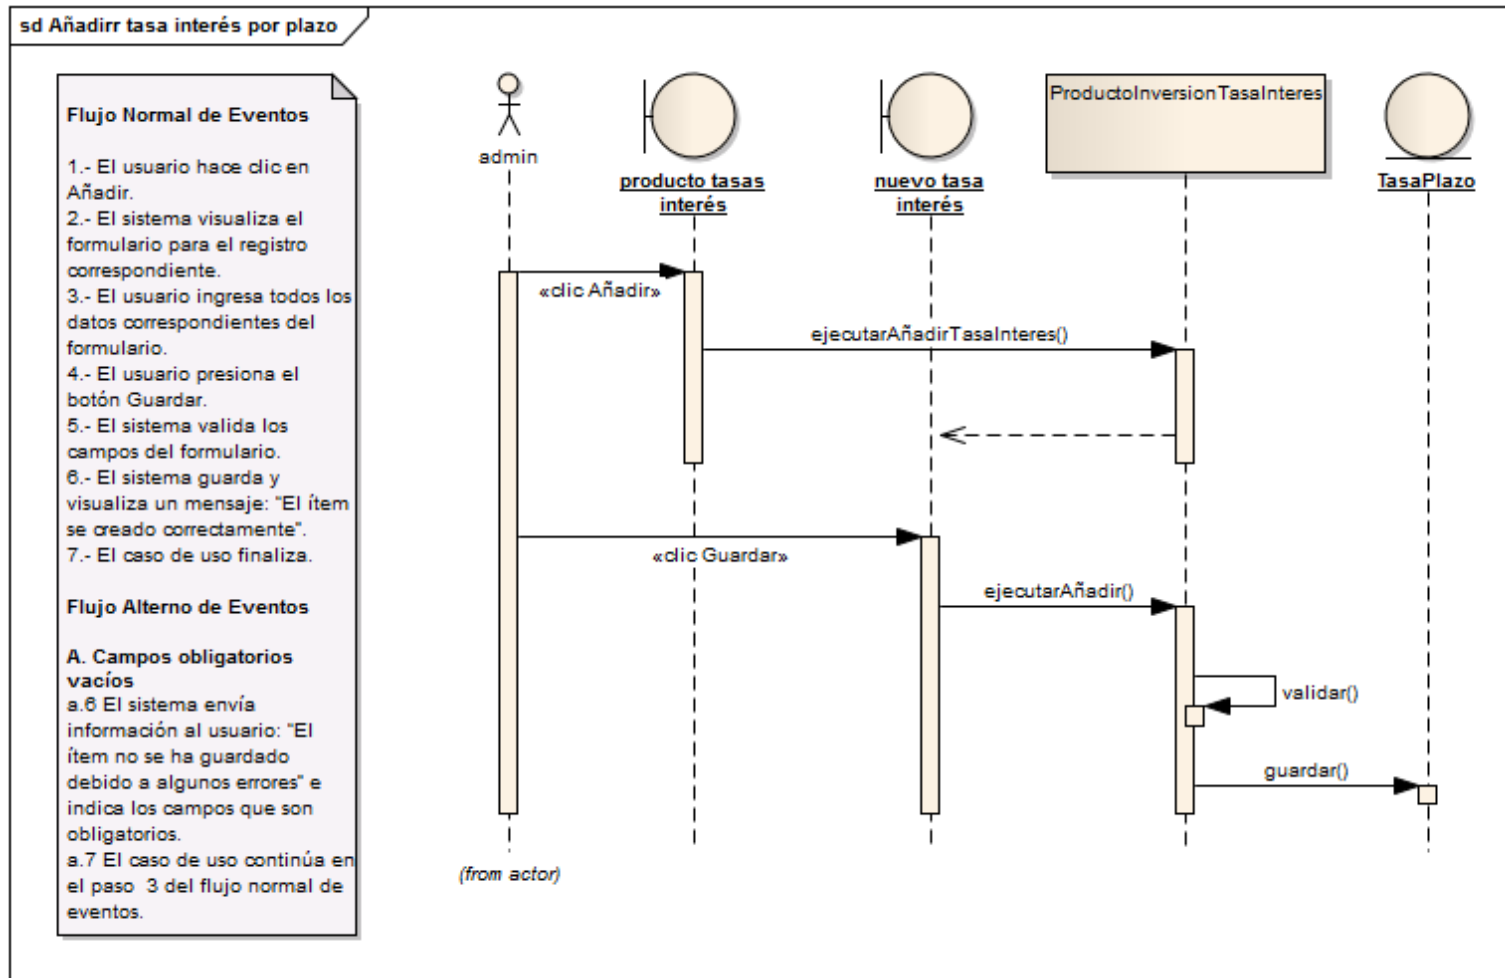 sd Añadirr tasa interés por plazo
Flujo Normal de Eventos
1.- El usuario hace clic en
Añadir.
2.- El sistema visualiza el
formulario para el registro
correspondiente.
3.- El usuario ingresa todos los
datos correspondientes del
formulario.
4.- El usuario presiona el
botón Guardar.
5.- El sistema valida los
campos del formulario.
6.- El sistema guarda y
visualiza un mensaje: "El ítem
se creado correctamente".
7.- El caso de uso finaliza.
Flujo Alterno de Eventos
A. Campos obligatorios
vacíos
a.6 El sistema envía
información al usuario: "El
ítem no se ha guardado
debido a algunos errores" e
indica los campos que son
obligatorios.
a.7 El caso de uso continúa en
el paso 3 del flujo normal de
eventos.
admin
producto tasas
interés
nuevo tasa
interés
ProductoInversionTasaInteres
TasaPlazo
«clic Añadir»
ejecutarAñadirTasaInteres()
«clic Guardar»
ejecutarAñadir()
validar()
guardar()
(from actor)